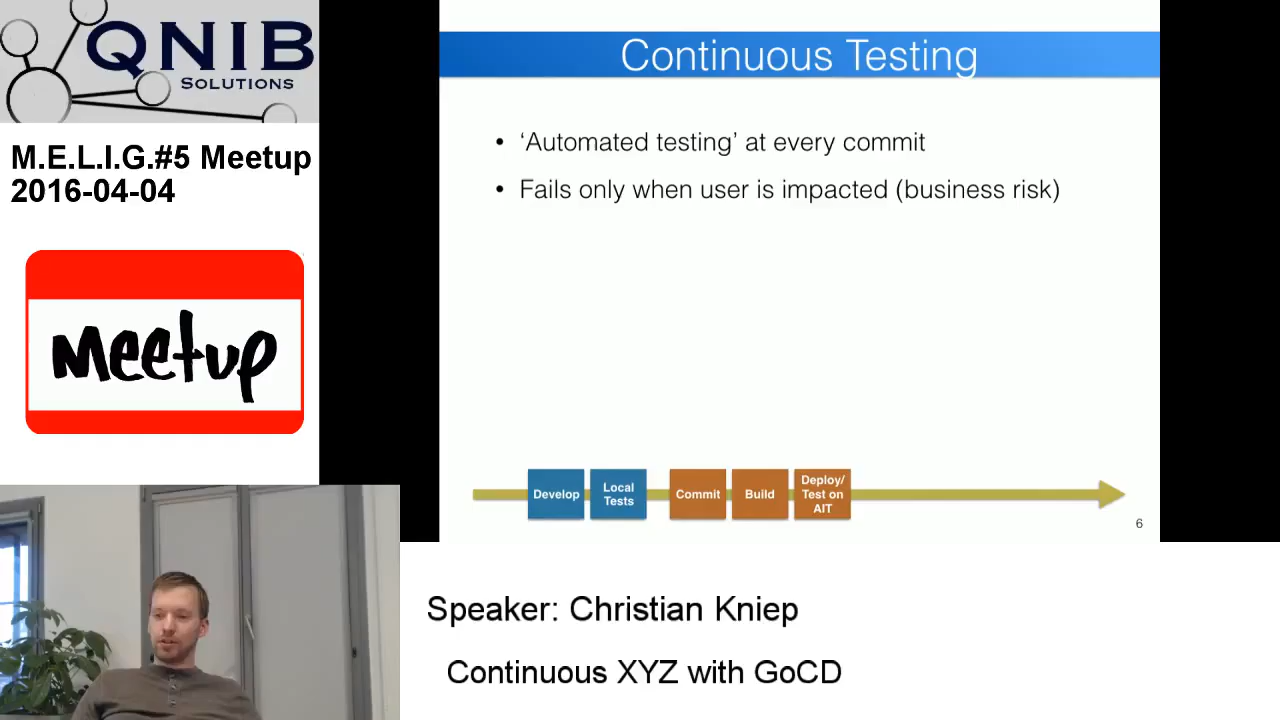 QNIB
SOLUTIONS
M.E.L.I.G.#5 Meetup
2016-04-04
meetup
Continuous Testing
• ‘Automated testing’ at every commit
• Fails only when user is impacted (business risk)
Develop
Local
Tests
Commit
Build
Deploy/
Test on
AIT
6
Speaker: Christian Kniep
Continuous XYZ with GoCD